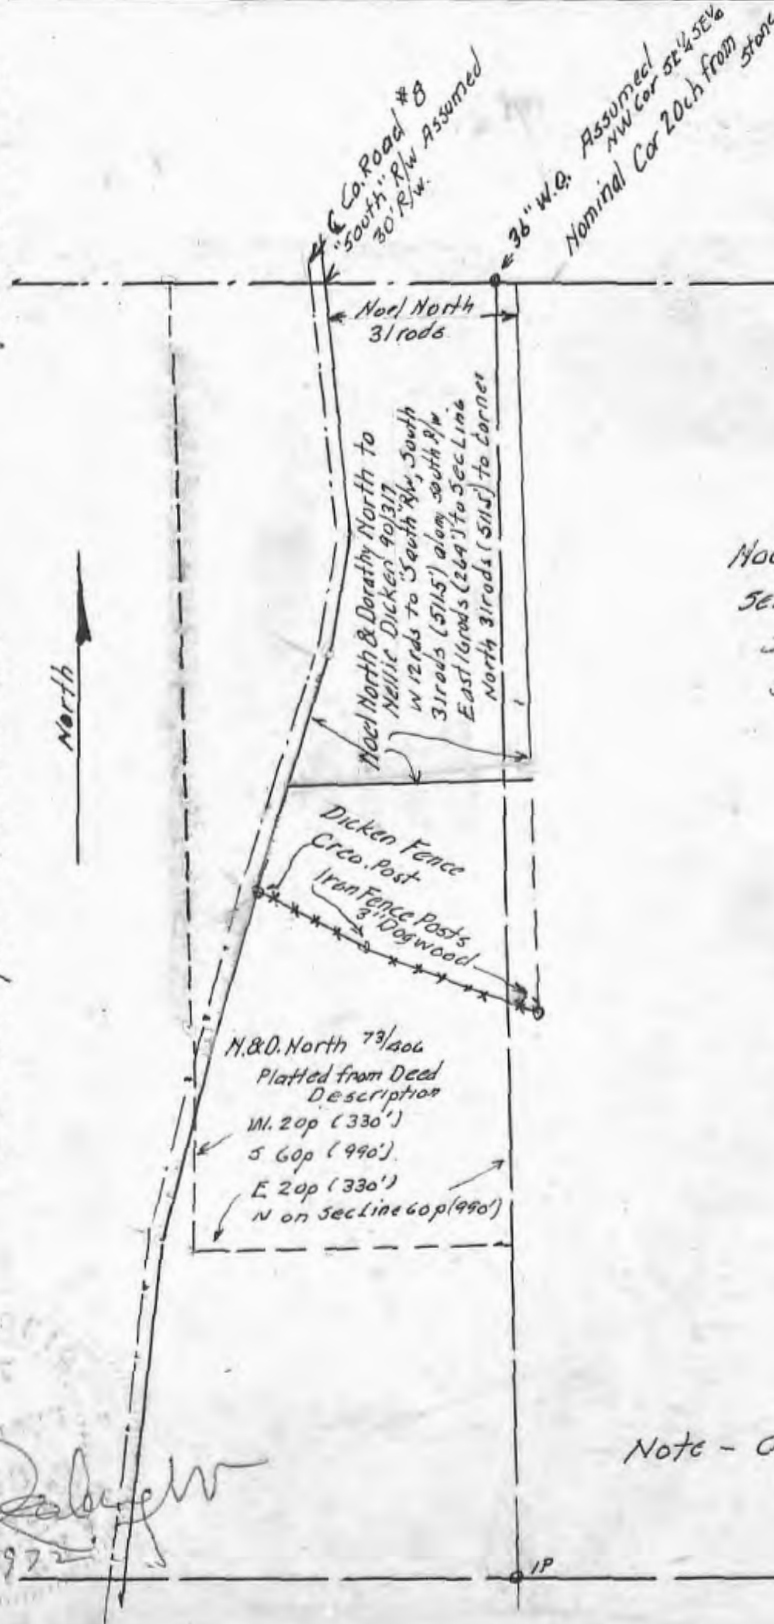 ℄ Co. Road #8
"South" R/W Assumed
30' R/W.
36" W.O. Assumed
NW Cor SE¼ SE¼
Nominal Cor 20ch from stone
Noel North
31 rods
Noel North & Dorathy North to
Nellie Dicken 90/317
W 12 rds to "South" R/W, South
31 rods (511.5') along south R/W.
East 16 rods (264') to Sec Line
North 31 rods (511.5') to Corner
North
Dicken Fence
Creo. Post
Iron Fence Posts
3" Dogwood
N.&D. North 73/406
Platted from Deed
Description
W. 20p (330')
S 60p (990')
E 20p (330')
N on Sec Line 60p (990')
Note -
IP